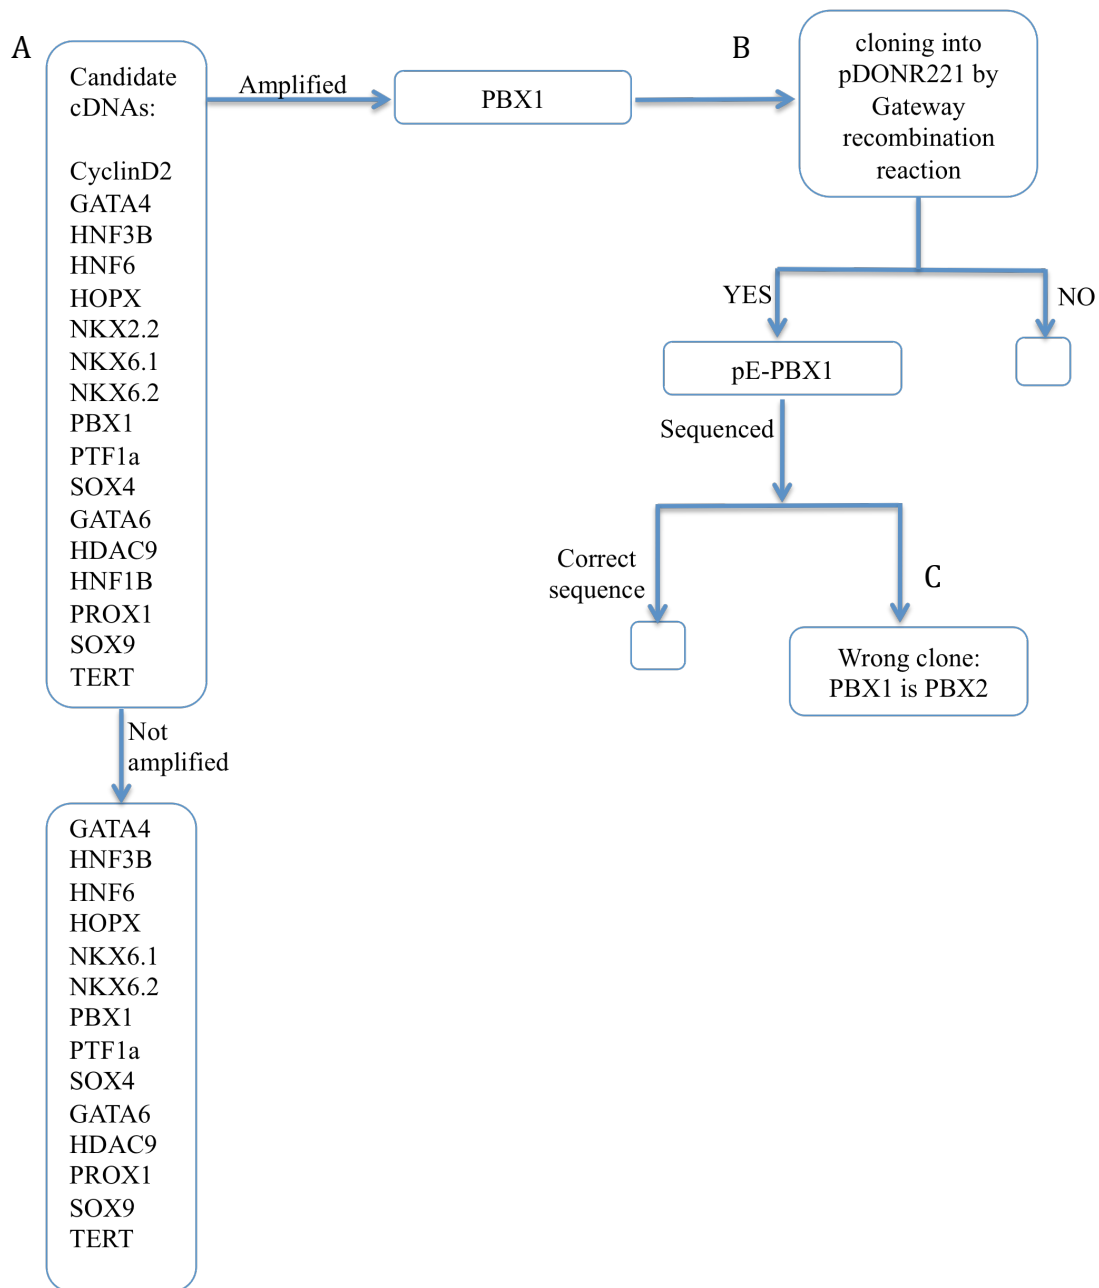 A
Candidate
cDNAs:
CyclinD2
GATA4
HNF3B
HNF6
HOPX
NKX2.2
NKX6.1
NKX6.2
PBX1
PTF1a
SOX4
GATA6
HDAC9
HNF1B
PROX1
SOX9
TERT
Amplified
PBX1
B
cloning into
pDONR221 by
Gateway
recombination
reaction
YES
NO
pE-PBX1
Sequenced
Correct
sequence
C
Wrong clone:
PBX1 is PBX2
Not
amplified
GATA4
HNF3B
HNF6
HOPX
NKX6.1
NKX6.2
PBX1
PTF1a
SOX4
GATA6
HDAC9
PROX1
SOX9
TERT